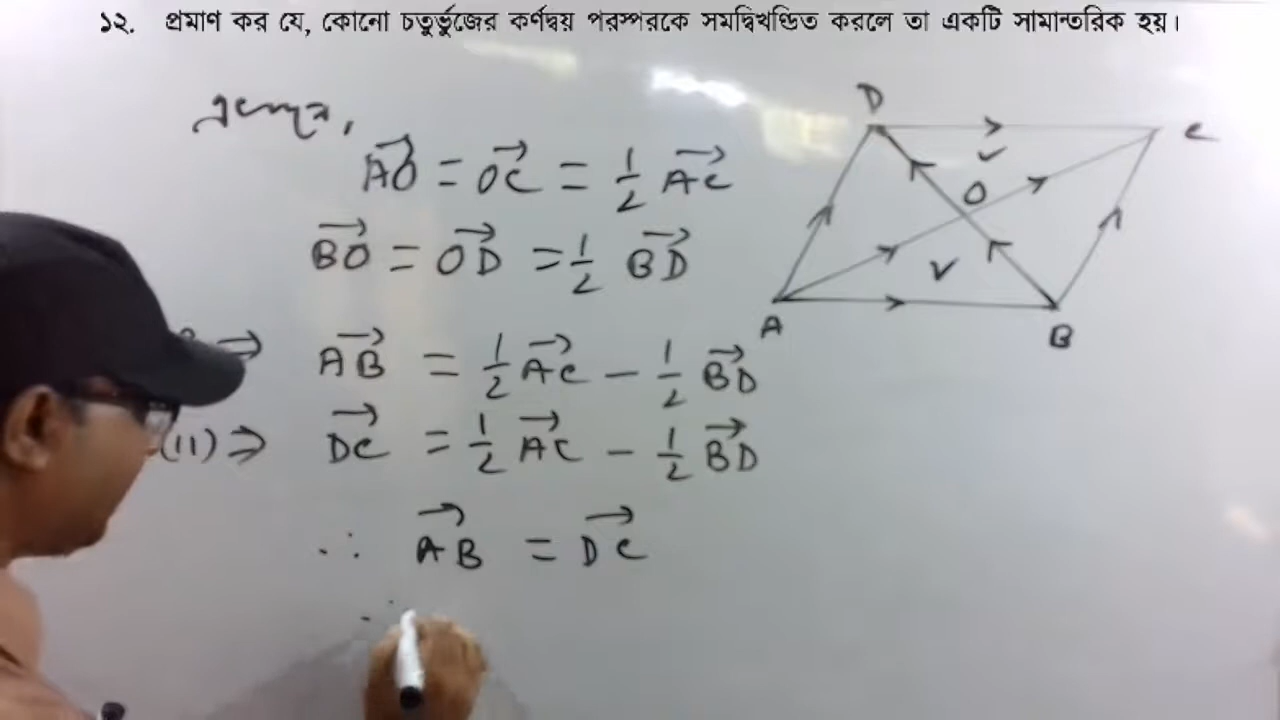 ১২. প্রমাণ কর যে, কোনো চতুর্ভুজের কর্ণদ্বয় পরস্পরকে সমদ্বিখণ্ডিত করলে তা একটি সামান্তরিক হয়।
→AO = →OC = 1/2 →AC
→BO = →OD = 1/2 →BD
⇒ →AB = 1/2 →AC − 1/2 →BD
(11) ⇒ →DC = 1/2 →AC − 1/2 →BD
∴ →AB = →DC
D
C
O
A
B